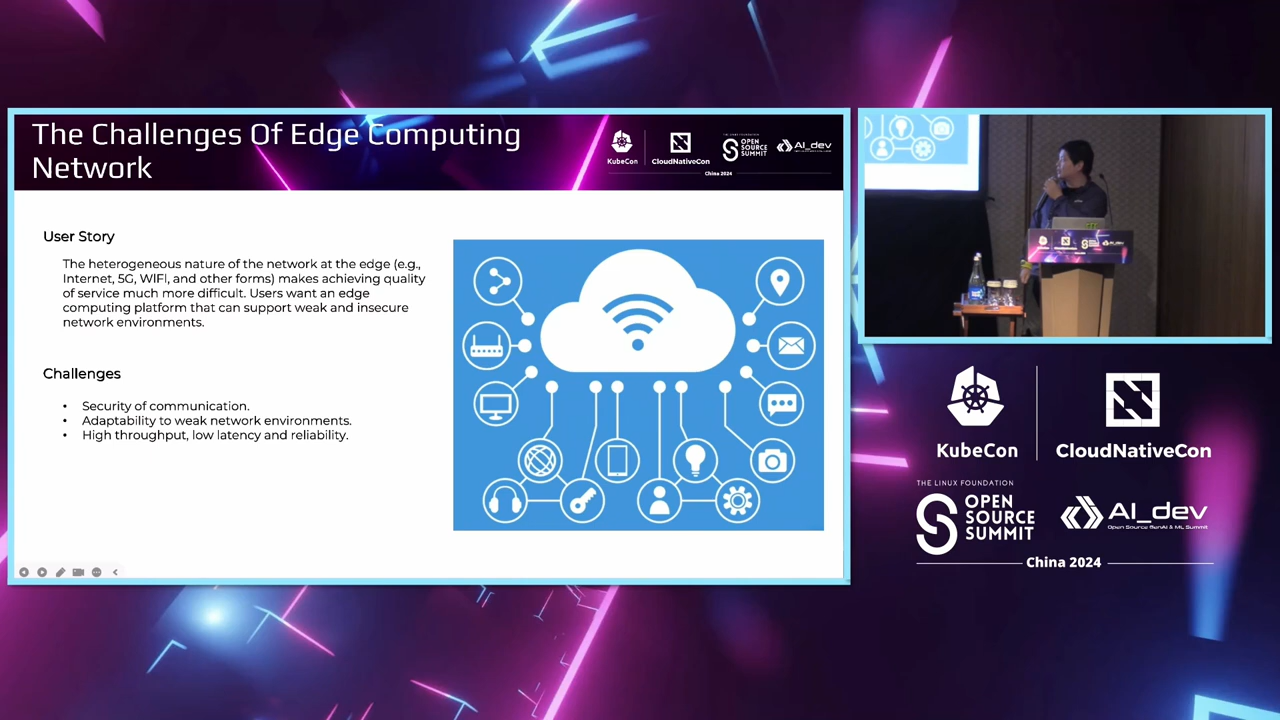 The Challenges Of Edge Computing
Network
KubeCon
CloudNativeCon
THE LINUX FOUNDATION
OPEN
SOURCE
SUMMIT
AI_dev
China 2024
User Story
The heterogeneous nature of the network at the edge (e.g.,
Internet, 5G, WIFI, and other forms) makes achieving quality
of service much more difficult. Users want an edge
computing platform that can support weak and insecure
network environments.
Challenges
• Security of communication.
• Adaptability to weak network environments.
• High throughput, low latency and reliability.
KubeCon
CloudNativeCon
THE LINUX FOUNDATION
OPEN
SOURCE
SUMMIT
AI_dev
Open Source GenAI & ML Summit
China 2024